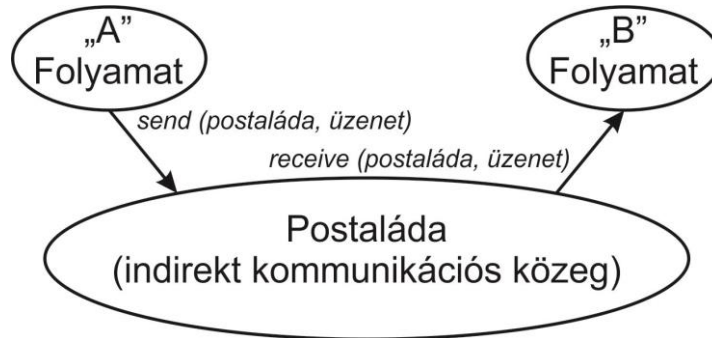 „A”
Folyamat
„B”
Folyamat
send (postaláda, üzenet)
receive (postaláda, üzenet)
Postaláda
(indirekt kommunikációs közeg)